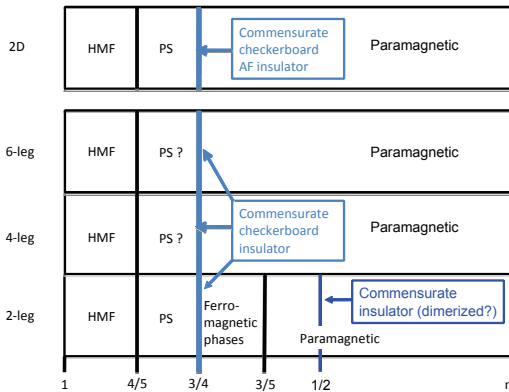 2D
HMF
PS
Commensurate
checkerboard
AF insulator
Paramagnetic
6-leg
HMF
PS ?
Paramagnetic
4-leg
HMF
PS ?
Commensurate
checkerboard
insulator
Paramagnetic
2-leg
HMF
PS
Ferro-
magnetic
phases
Commensurate
insulator (dimerized?)
Paramagnetic
1 4/5 3/4 3/5 1/2 n